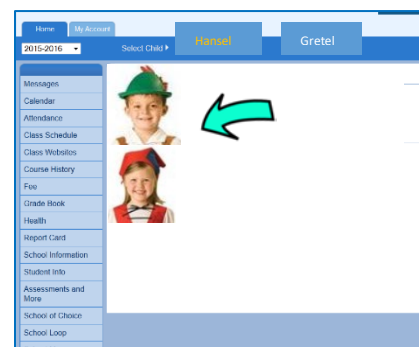 Home My Account
2015-2016 Select Child Hansel Gretel
Messages
Calendar
Attendance
Class Schedule
Class Websites
Course History
Fee
Grade Book
Health
Report Card
School Information
Student Info
Assessments and
More
School of Choice
School Loop